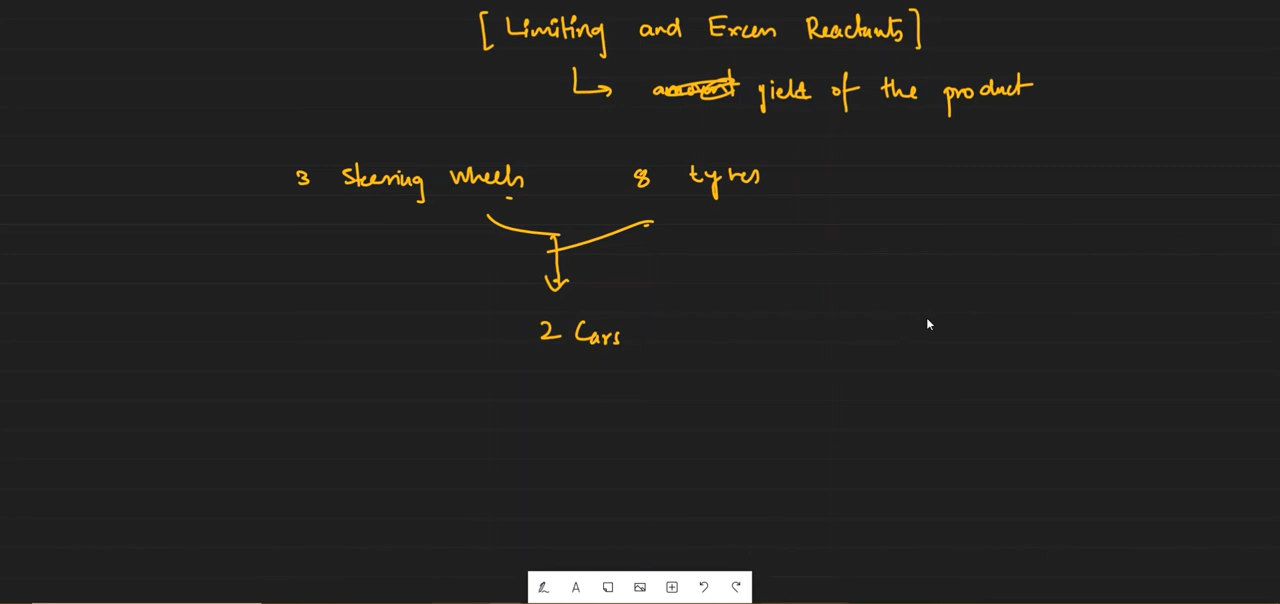 [Limiting and Excess Reactants]
↳ yield of the product
3 Steering wheels 8 tyres
2 Cars
A